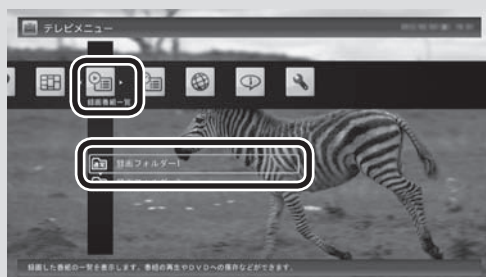 テレビメニュー
録画番組一覧
録画フォルダー1
録画した番組の一覧を表示します。番組の再生やDVDへの保存などができます。